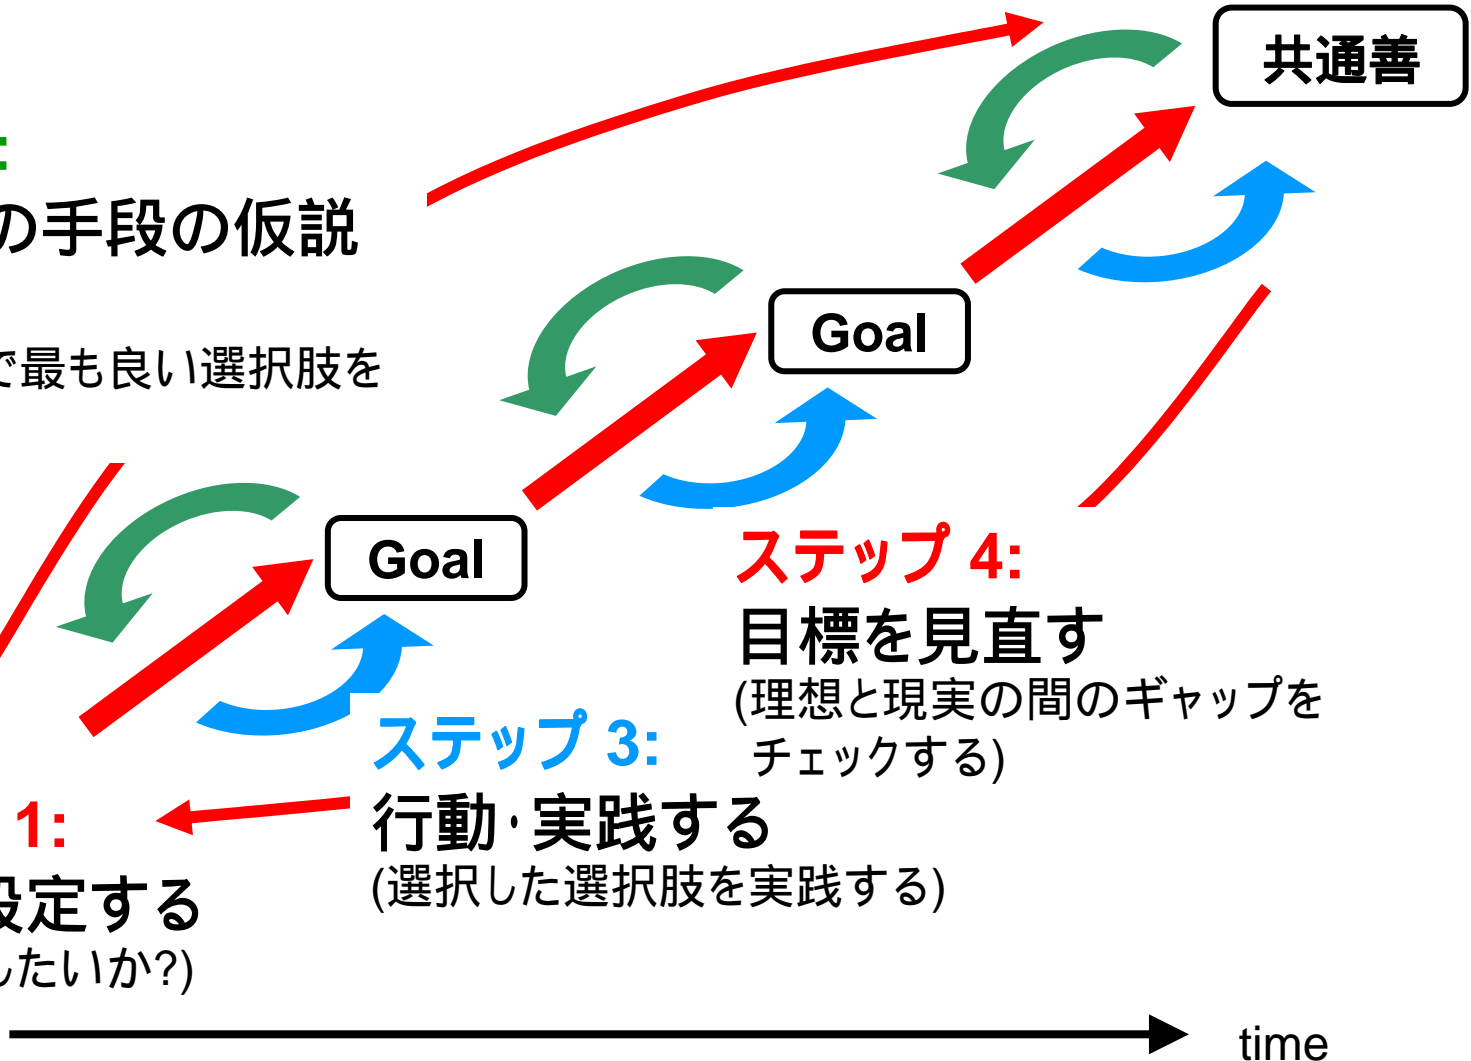 共通善
:
の手段の仮説
で最も良い選択肢を
Goal
Goal
ステップ 4:
目標を見直す
(理想と現実の間のギャップを
チェックする)
ステップ 3:
行動・実践する
(選択した選択肢を実践する)
1:
設定する
したいか?)
time